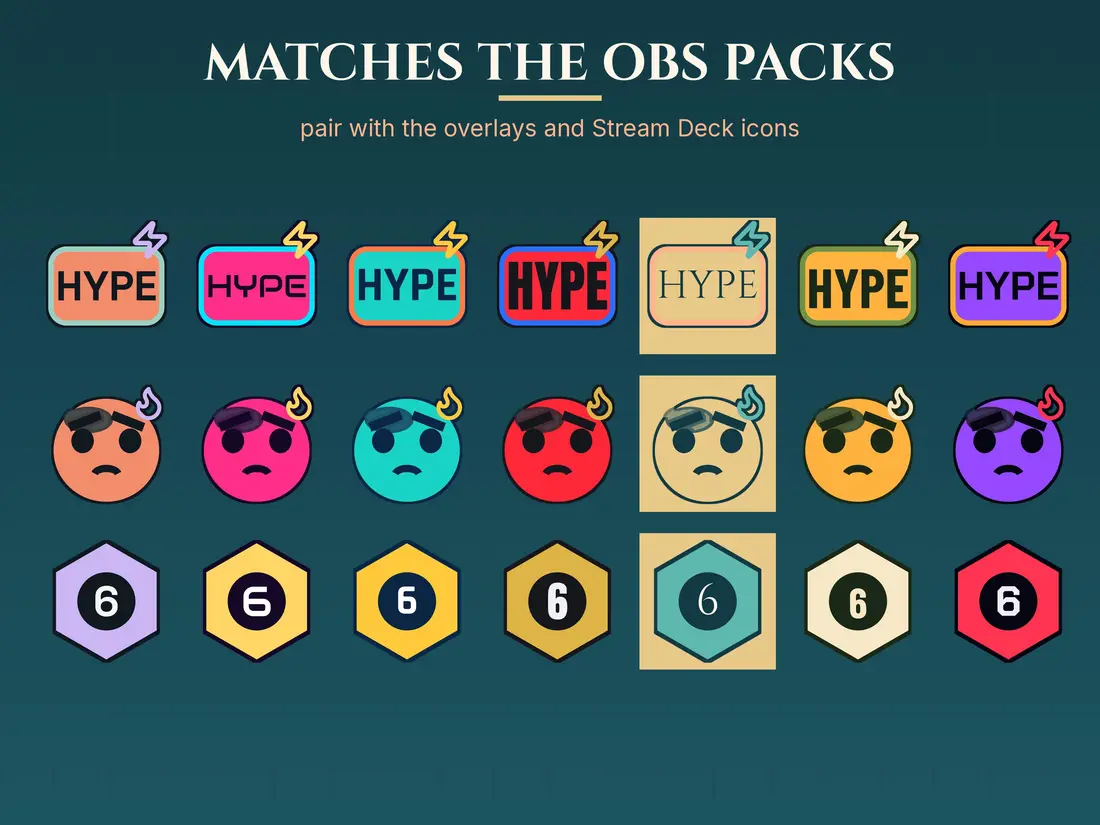 MATCHES THE OBS PACKS
pair with the overlays and Stream Deck icons
HYPE HYPE HYPE HYPE HYPE HYPE HYPE
6 6 6 6 6 6 6